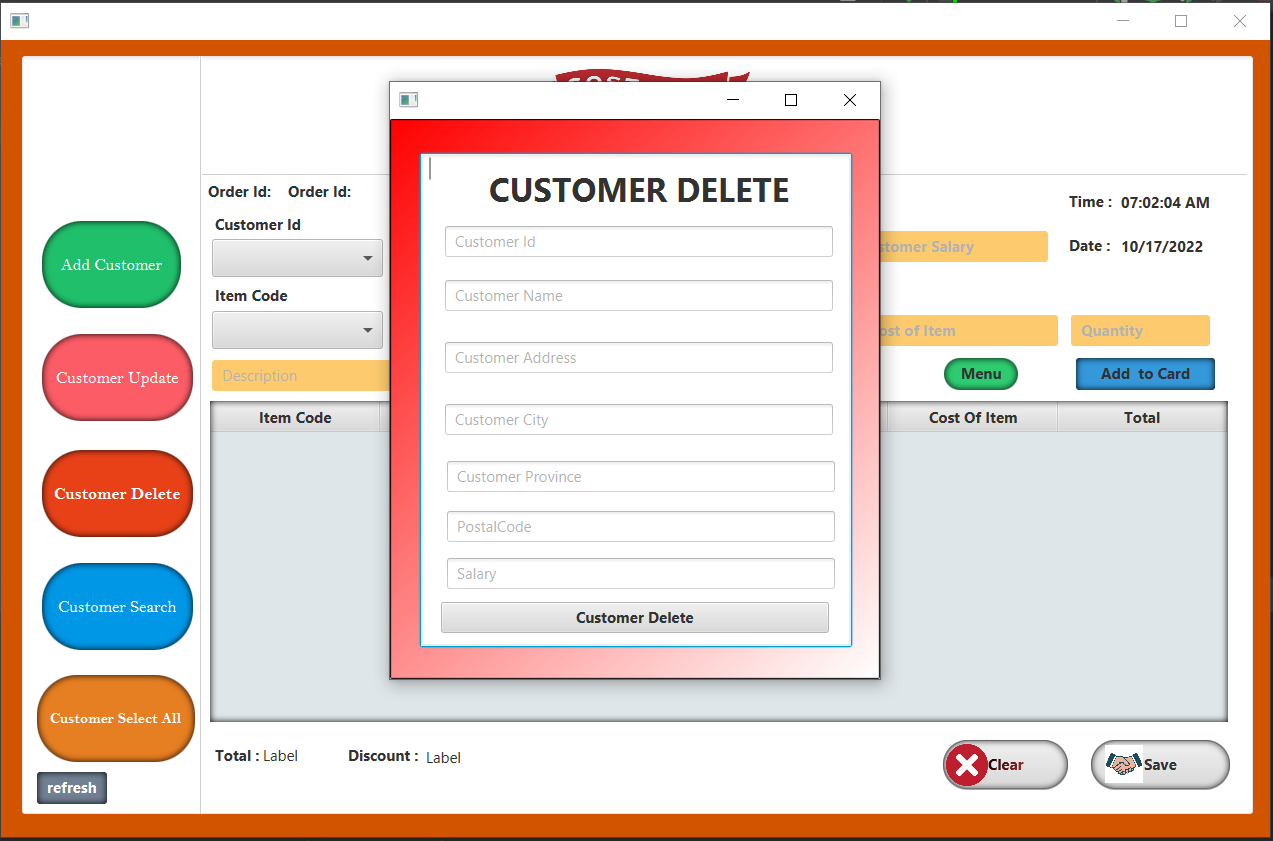 Order Id: Order Id:
Customer Id
Item Code
Description
Add Customer
Customer Update
Customer Delete
Customer Search
Customer Select All
refresh
CUSTOMER DELETE
Customer Id
Customer Name
Customer Address
Customer City
Customer Province
PostalCode
Salary
Customer Delete
Time : 07:02:04 AM
tomer Salary
Date : 10/17/2022
ost of Item
Quantity
Menu
Add to Card
Item Code
Cost Of Item
Total
Total : Label
Discount : Label
Clear
Save